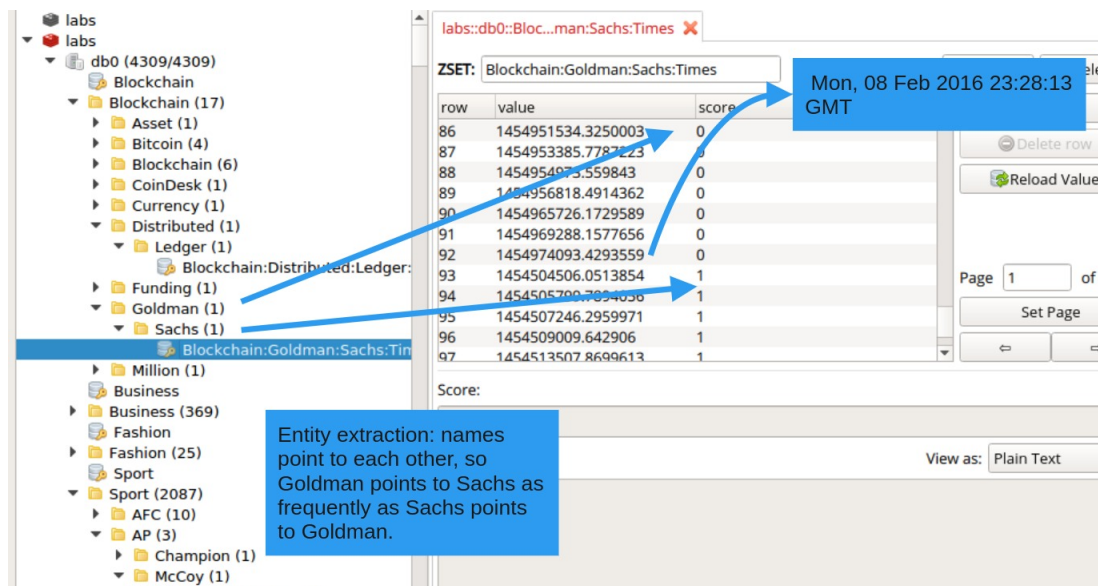 labs
labs
db0 (4309/4309)
Blockchain
Blockchain (17)
Asset (1)
Bitcoin (4)
Blockchain (6)
CoinDesk (1)
Currency (1)
Distributed (1)
Ledger (1)
Blockchain:Distributed:Ledger:
Funding (1)
Goldman (1)
Sachs (1)
Blockchain:Goldman:Sachs:Tim
Million (1)
Business
Business (369)
Fashion
Fashion (25)
Sport
Sport (2087)
AFC (10)
AP (3)
Champion (1)
McCoy (1)
labs::db0::Bloc...man:Sachs:Times
ZSET: Blockchain:Goldman:Sachs:Times
row value score
86 1454951534.3250003 0
87 1454953385.7787223 0
88 1454954973.559843 0
89 1454956818.4914362 0
90 1454965726.1729589 0
91 1454969288.1577656 0
92 1454974093.4293559 0
93 1454504506.0513854 1
94 1
95 1454507246.2959971 1
96 1454509009.642906 1
97 1454513507.8699613 1
Mon, 08 Feb 2016 23:28:13
GMT
Delete row
Reload Value
Page 1 of
Set Page
Score:
View as: Plain Text
Entity extraction: names
point to each other, so
Goldman points to Sachs as
frequently as Sachs points
to Goldman.